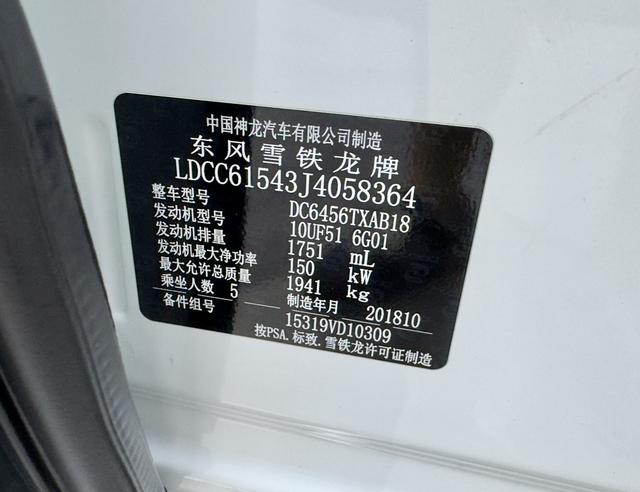 中国神龙汽车有限公司制造
东风雪铁龙牌
LDCC61543J4058364
整车型号 DC6456TXAB18
发动机型号 10UF51 6G01
发动机排量 1751 mL
发动机最大净功率 150 kW
最大允许总质量 1941 kg
乘坐人数 5 制造年月 201810
备件组号 15319VD10309
按PSA.标致.雪铁龙许可证制造